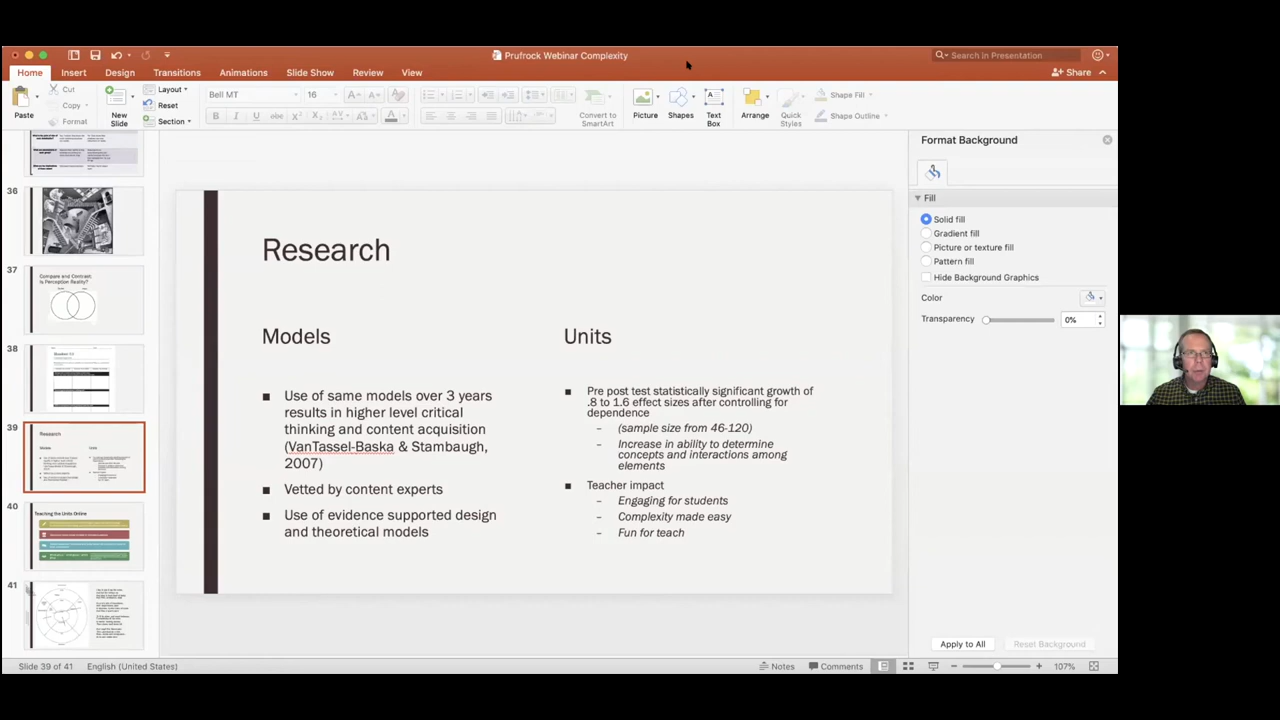 Prufrock Webinar Complexity
Search in Presentation
Home Insert Design Transitions Animations Slide Show Review View
Share
Paste
Cut
Copy
Format
New Slide
Layout
Reset
Section
Bell MT 16
Convert to SmartArt
Picture
Shapes
Text Box
Arrange
Quick Styles
Shape Fill
Shape Outline
36
37
Compare and Contrast:
Is Perception Reality?
38
39
Research
40
Teaching the Units Online
41
Research
Models
■ Use of same models over 3 years
results in higher level critical
thinking and content acquisition
(VanTassel-Baska & Stambaugh,
2007)
■ Vetted by content experts
■ Use of evidence supported design
and theoretical models
Units
■ Pre post test statistically significant growth of
.8 to 1.6 effect sizes after controlling for
dependence
– (sample size from 46-120)
– Increase in ability to determine
concepts and interactions among
elements
■ Teacher impact
– Engaging for students
– Complexity made easy
– Fun for teach
Format Background
Fill
Solid fill
Gradient fill
Picture or texture fill
Pattern fill
Hide Background Graphics
Color
Transparency 0%
Apply to All
Reset Background
Slide 39 of 41 English (United States)
Notes Comments 107%